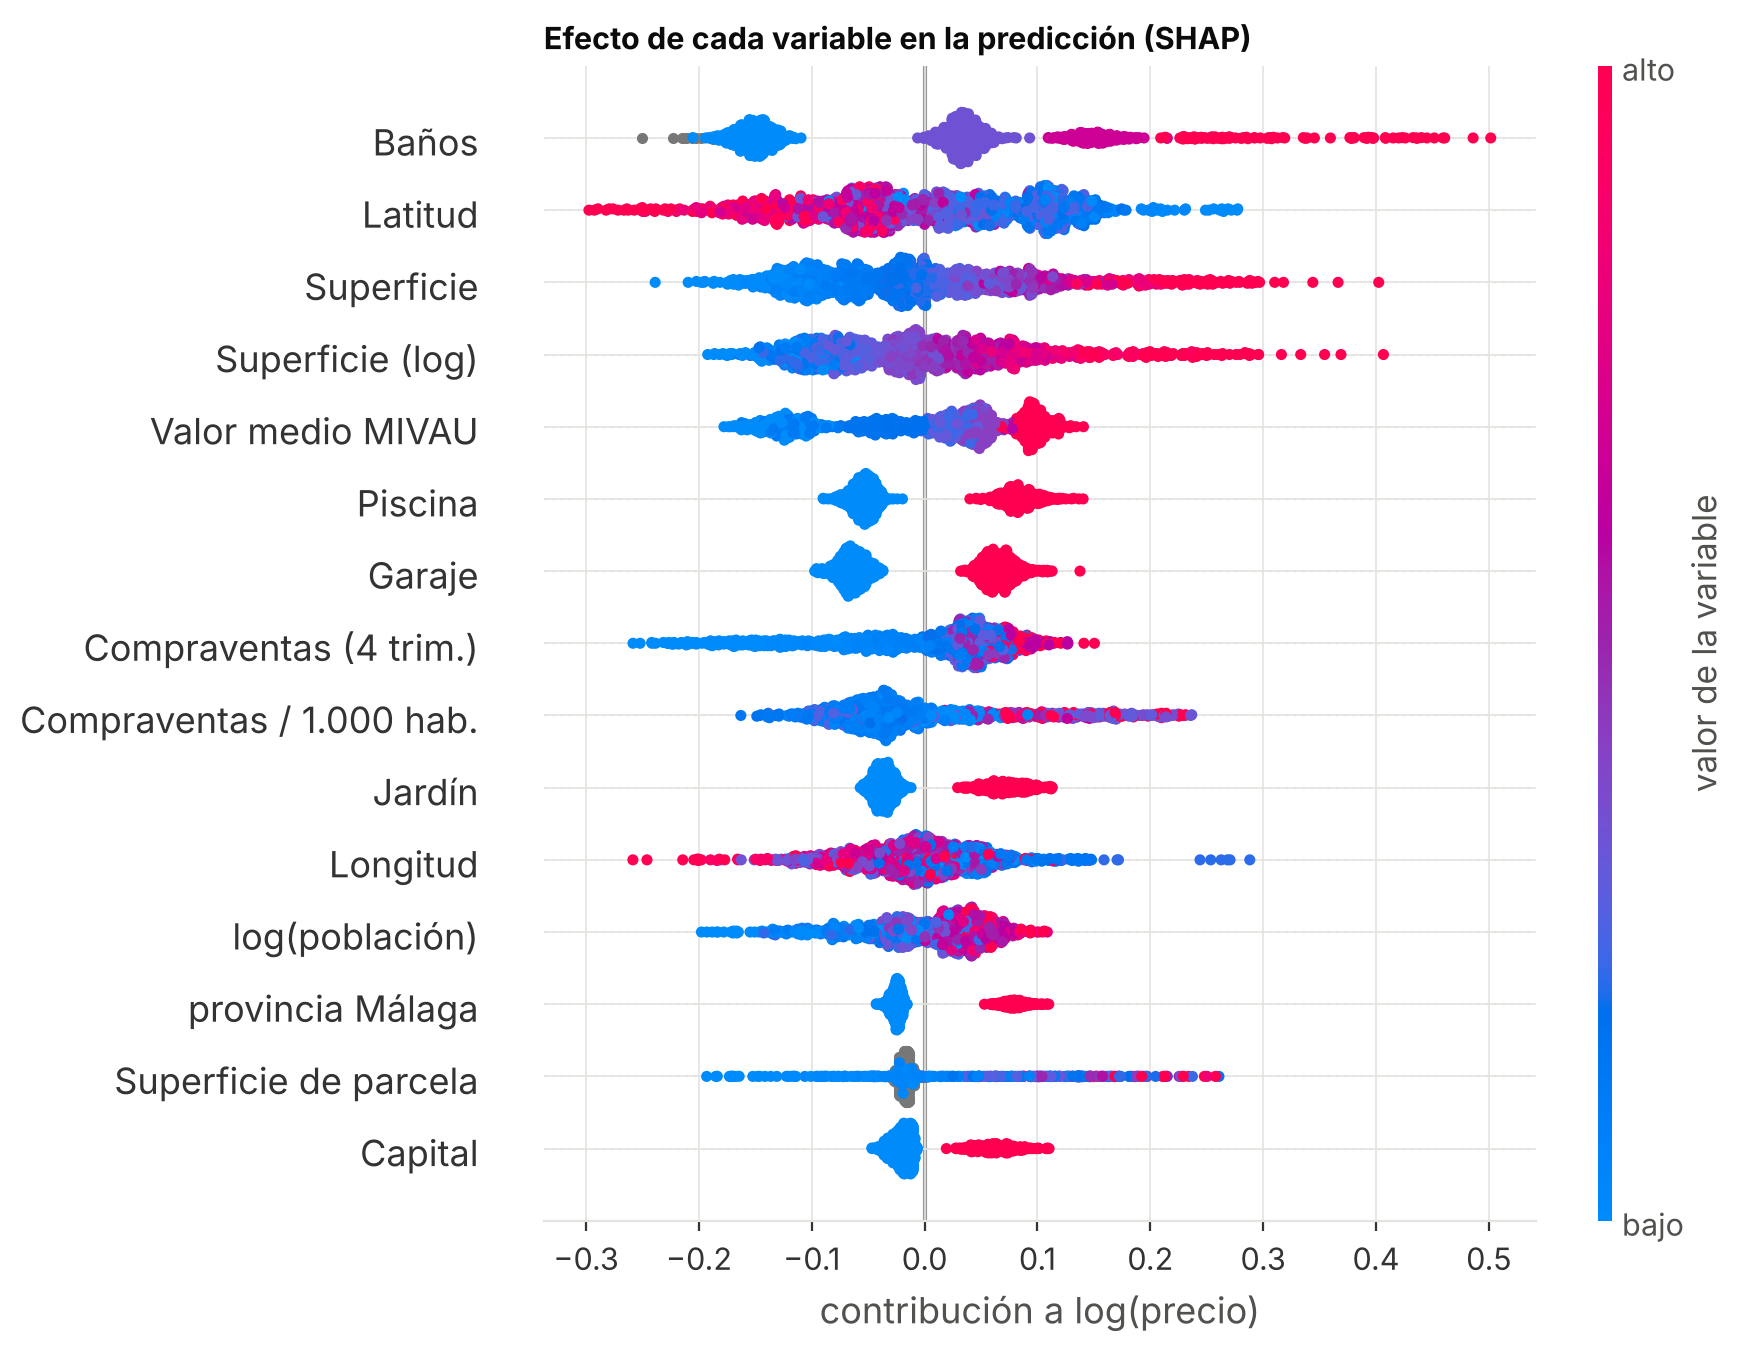 Efecto de cada variable en la predicción (SHAP)
alto
Baños
Latitud
Superficie
Superficie (log)
Valor medio MIVAU
Piscina
Garaje
Compraventas (4 trim.)
Compraventas / 1.000 hab.
Jardín
Longitud
log(población)
provincia Málaga
Superficie de parcela
Capital
valor de la variable
bajo
−0.3 −0.2 −0.1 0.0 0.1 0.2 0.3 0.4 0.5
contribución a log(precio)